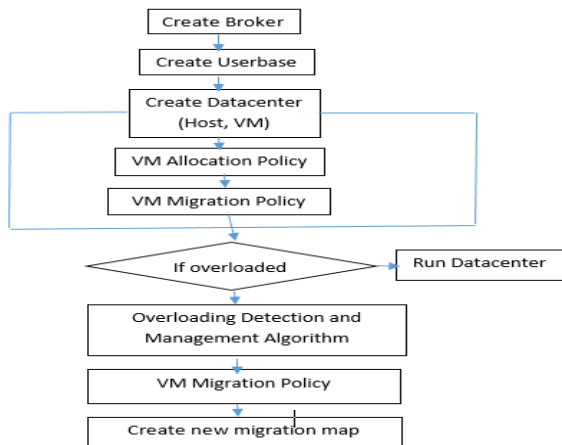 Create Broker
Create Userbase
Create Datacenter
(Host, VM)
VM Allocation Policy
VM Migration Policy
If overloaded
Run Datacenter
Overloading Detection and
Management Algorithm
VM Migration Policy
Create new migration map